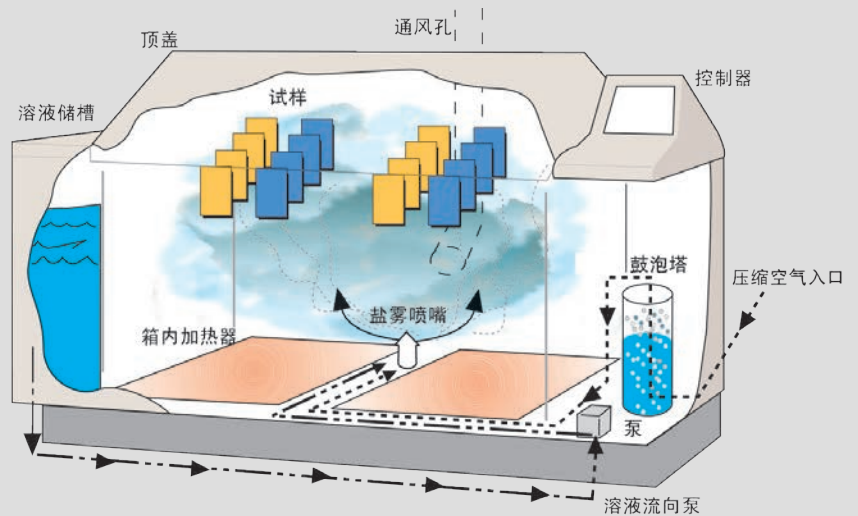 通风孔
顶盖
控制器
试样
溶液储槽
鼓泡塔
压缩空气入口
盐雾喷嘴
箱内加热器
泵
溶液流向泵